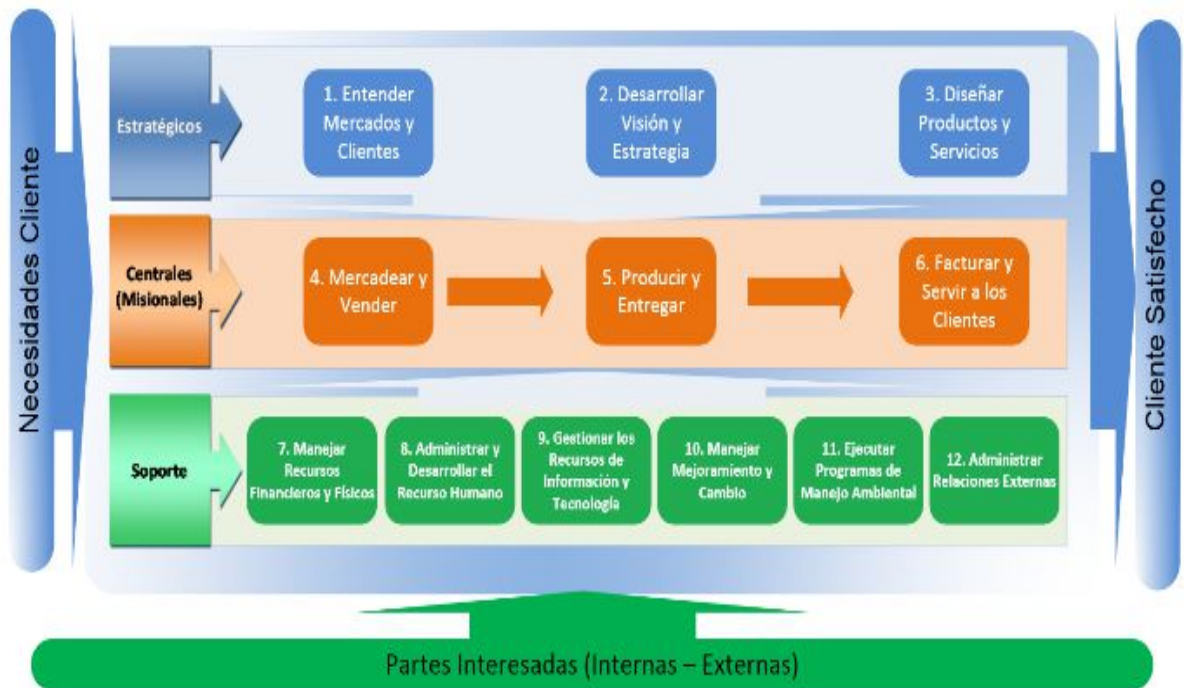 Necesidades Cliente
Estratégicos
1. Entender
Mercados y
Clientes
2. Desarrollar
Visión y
Estrategia
3. Diseñar
Productos y
Servicios
Centrales
(Misionales)
4. Mercadear y
Vender
5. Producir y
Entregar
6. Facturar y
Servir a los
Clientes
Soporte
7. Manejar
Recursos
Financieros y Físicos
8. Administrar y
Desarrollar el
Recurso Humano
9. Gestionar los
Recursos de
Información y
Tecnología
10. Manejar
Mejoramiento y
Cambio
11. Ejecutar
Programas de
Manejo Ambiental
12. Administrar
Relaciones Externas
Cliente Satisfecho
Partes Interesadas (Internas – Externas)